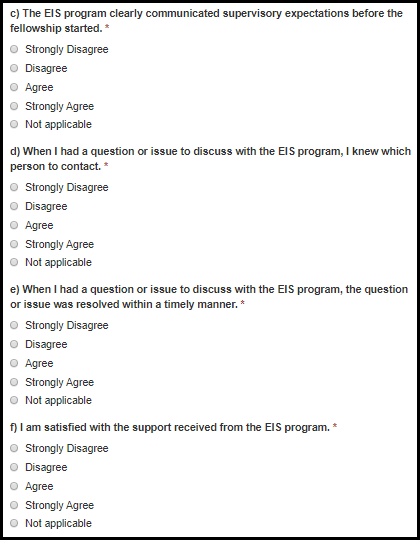 c) The EIS program clearly communicated supervisory expectations before the
fellowship started. *
Strongly Disagree
Disagree
Agree
Strongly Agree
Not applicable
d) When I had a question or issue to discuss with the EIS program, I knew which
person to contact. *
Strongly Disagree
Disagree
Agree
Strongly Agree
Not applicable
e) When I had a question or issue to discuss with the EIS program, the question
or issue was resolved within a timely manner. *
Strongly Disagree
Disagree
Agree
Strongly Agree
Not applicable
f) I am satisfied with the support received from the EIS program. *
Strongly Disagree
Disagree
Agree
Strongly Agree
Not applicable